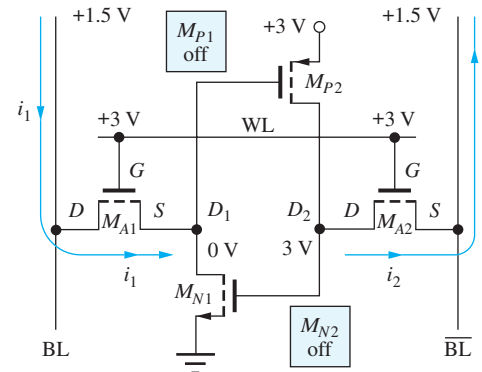 +1.5 V
+1.5 V
M_P1
off
+3 V
M_P2
i_1
+3 V
WL
+3 V
G
G
D
S
D_1
D_2
D
S
M_A1
M_A2
0 V
3 V
i_1
i_2
M_N1
M_N2
off
BL
B̅L̅